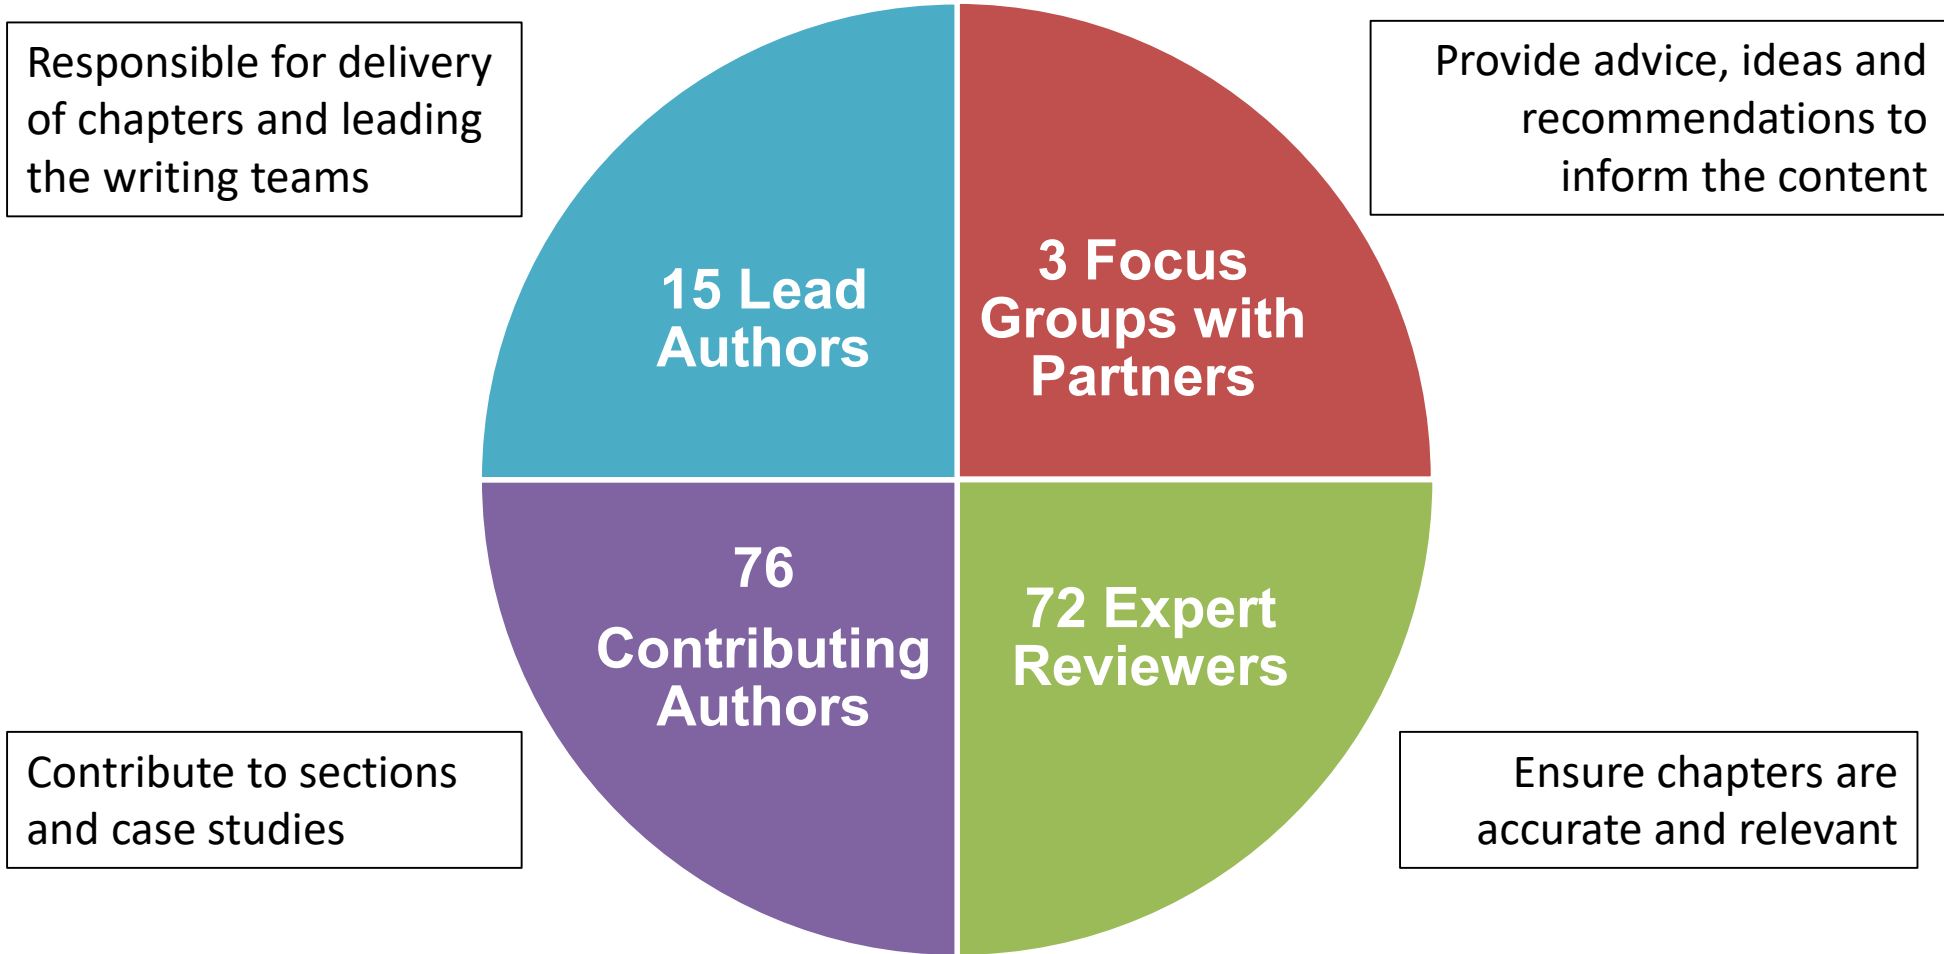 Responsible for delivery
of chapters and leading
the writing teams
Provide advice, ideas and
recommendations to
inform the content
15 Lead
Authors
3 Focus
Groups with
Partners
76
Contributing
Authors
72 Expert
Reviewers
Contribute to sections
and case studies
Ensure chapters are
accurate and relevant